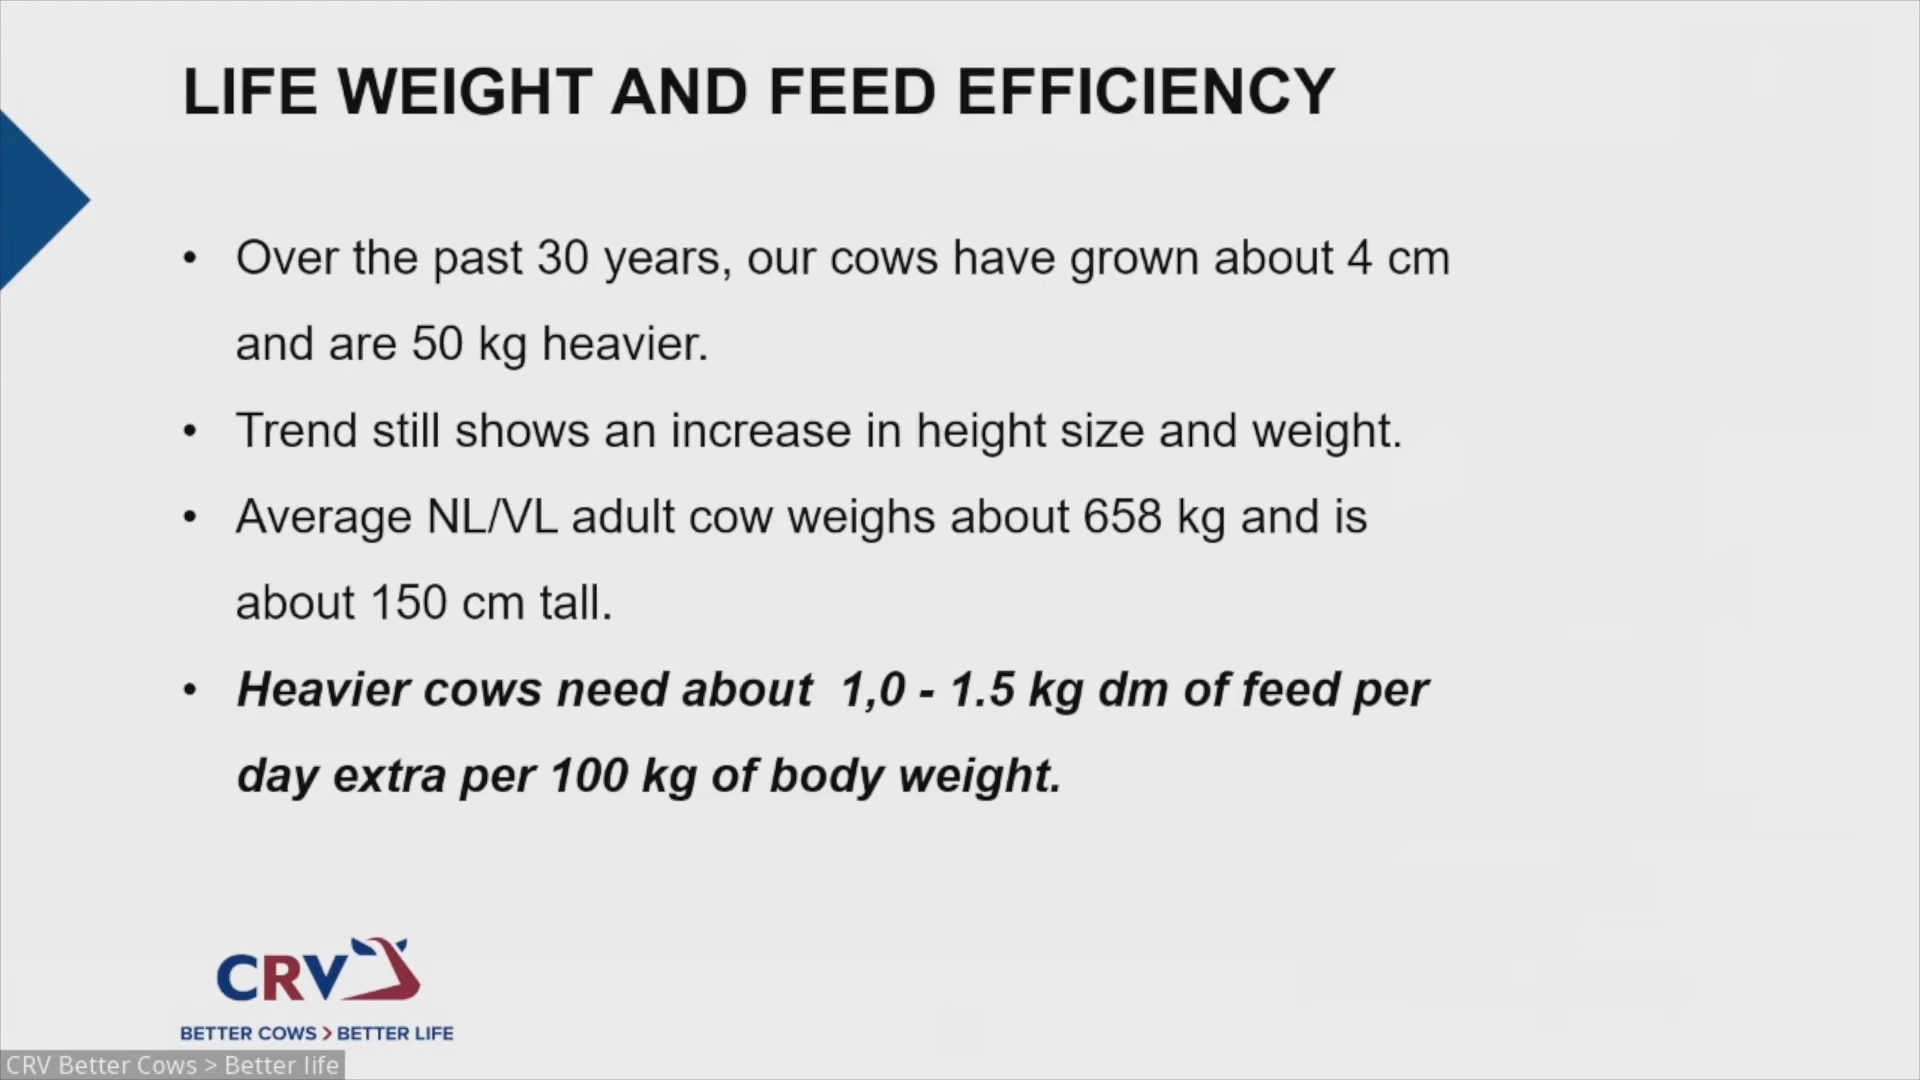 LIFE WEIGHT AND FEED EFFICIENCY
• Over the past 30 years, our cows have grown about 4 cm
and are 50 kg heavier.
• Trend still shows an increase in height size and weight.
• Average NL/VL adult cow weighs about 658 kg and is
about 150 cm tall.
• Heavier cows need about  1,0 - 1.5 kg dm of feed per
day extra per 100 kg of body weight.
CRV
BETTER COWS > BETTER LIFE
CRV Better Cows > Better life